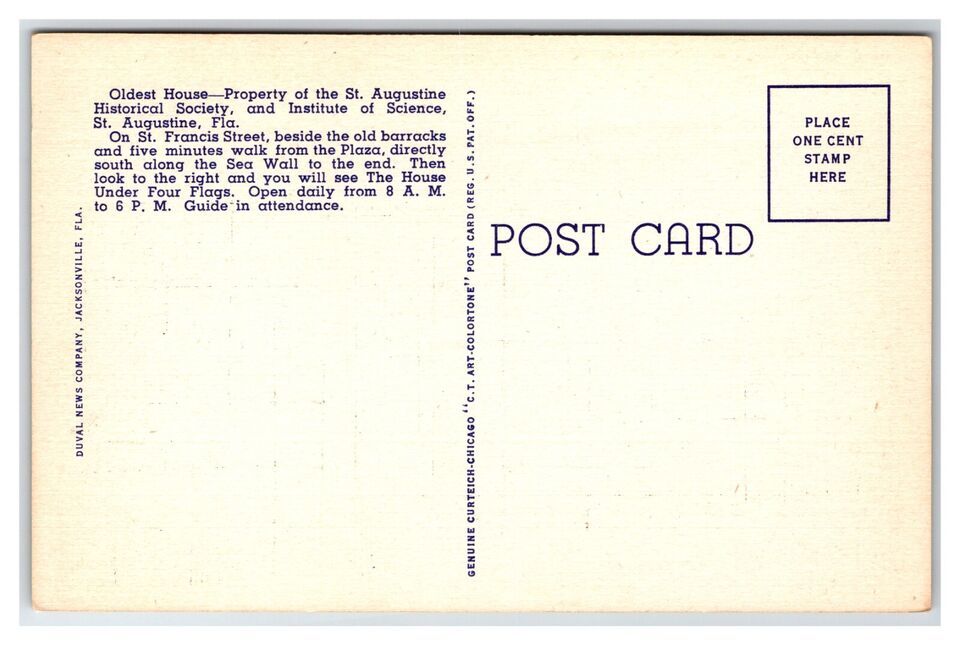 Oldest House—Property of the St. Augustine
Historical Society, and Institute of Science,
St. Augustine, Fla.
On St. Francis Street, beside the old barracks
and five minutes walk from the Plaza, directly
south along the Sea Wall to the end. Then
look to the right and you will see The House
Under Four Flags. Open daily from 8 A. M.
to 6 P. M. Guide in attendance.
DUVAL NEWS COMPANY, JACKSONVILLE, FLA.
GENUINE CURTEICH-CHICAGO "C.T. ART-COLORTONE" POST CARD (REG. U.S. PAT. OFF.)
POST CARD
PLACE
ONE CENT
STAMP
HERE